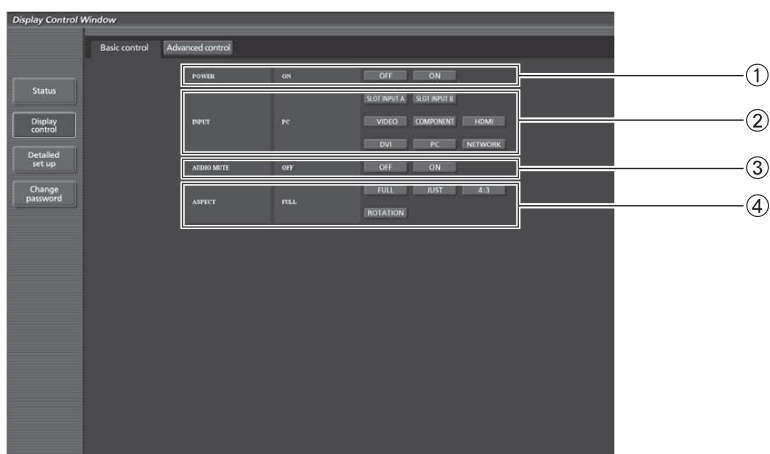 Display Control Window
Basic control Advanced control
POWER ON OFF ON ①
Status
SLOT INPUT A SLOT INPUT B
INPUT PC VIDEO COMPONENT HDMI ②
Display control
DVI PC NETWORK
Detailed set up
AUDIO MUTE OFF OFF ON ③
Change password
FULL JUST 4:3
ASPECT FULL ④
ROTATION